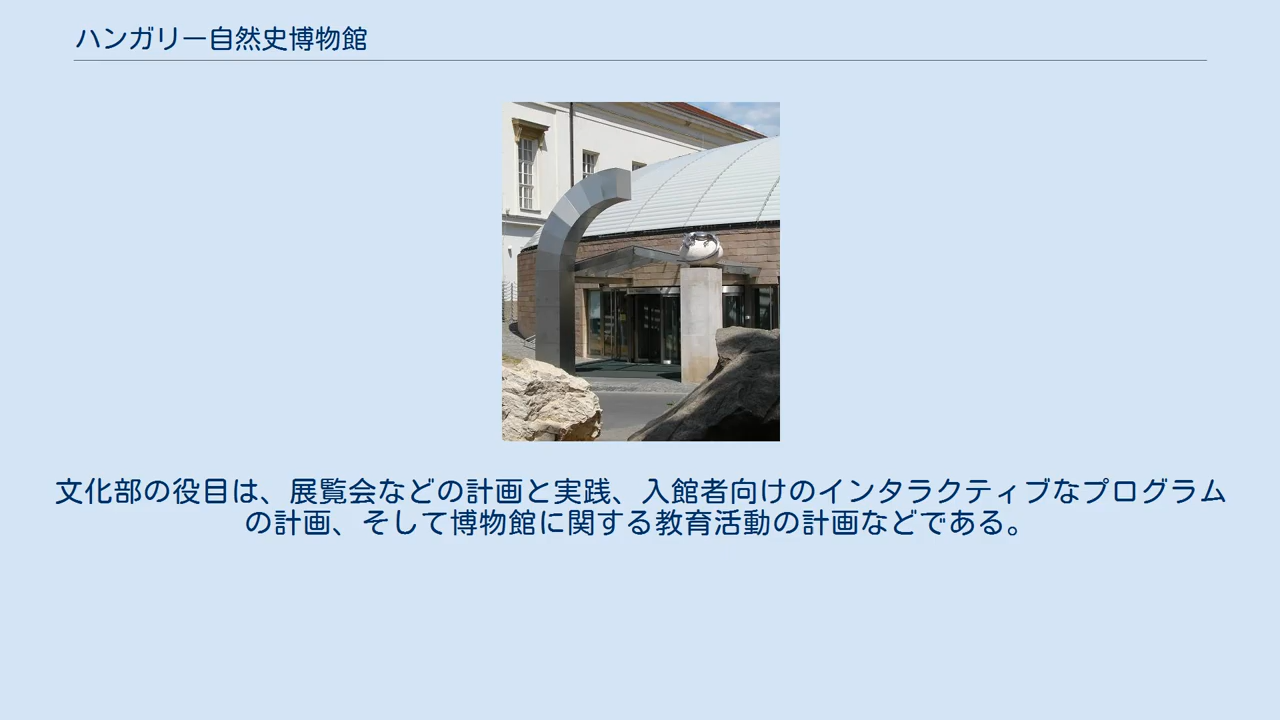 ハンガリー自然史博物館
文化部の役目は、展覧会などの計画と実践、入館者向けのインタラクティブなプログラム
の計画、そして博物館に関する教育活動の計画などである。